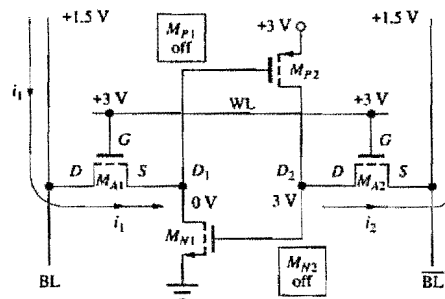 +1.5 V
M_P1
off
+3 V
+1.5 V
M_P2
i_1
+3 V
WL
+3 V
G
G
D
S
D_1
D_2
D
S
M_A1
M_A2
0 V
3 V
i_1
i_2
M_N1
BL
M_N2
off
B̅L̅